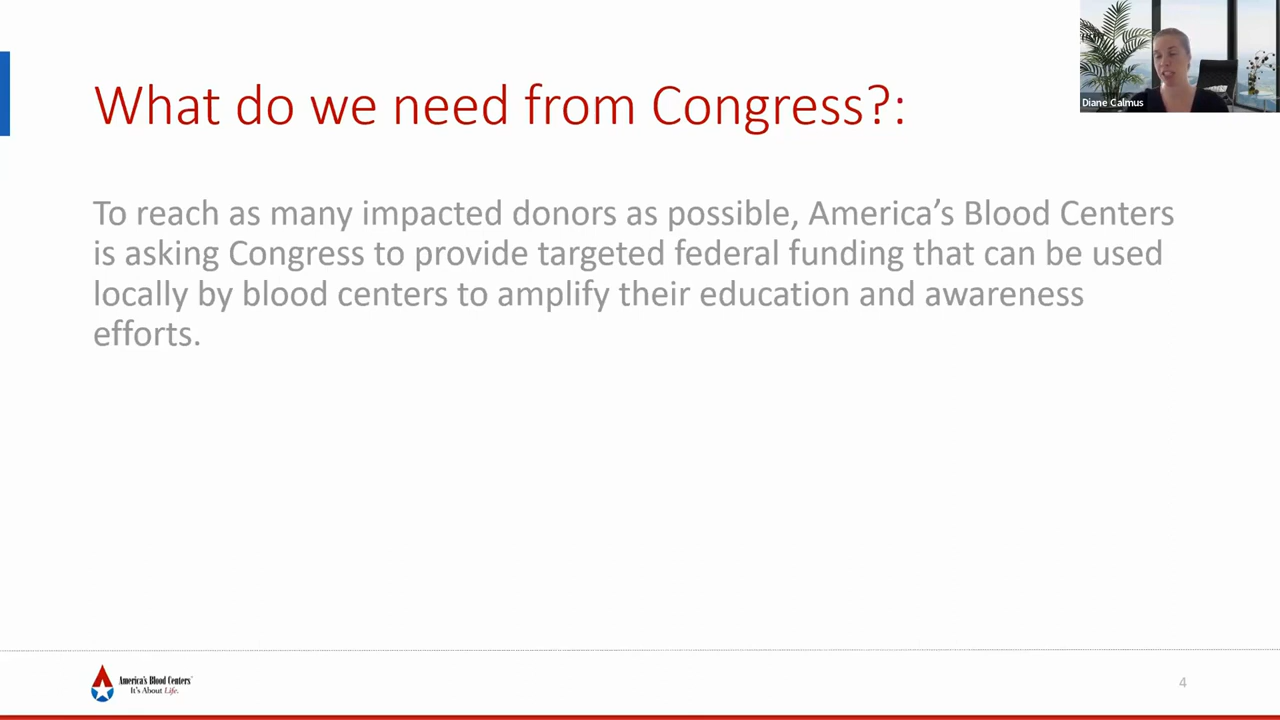 What do we need from Congress?:
Diane Calmus
To reach as many impacted donors as possible, America’s Blood Centers
is asking Congress to provide targeted federal funding that can be used
locally by blood centers to amplify their education and awareness
efforts.
America's Blood Centers
It's About Life.
4